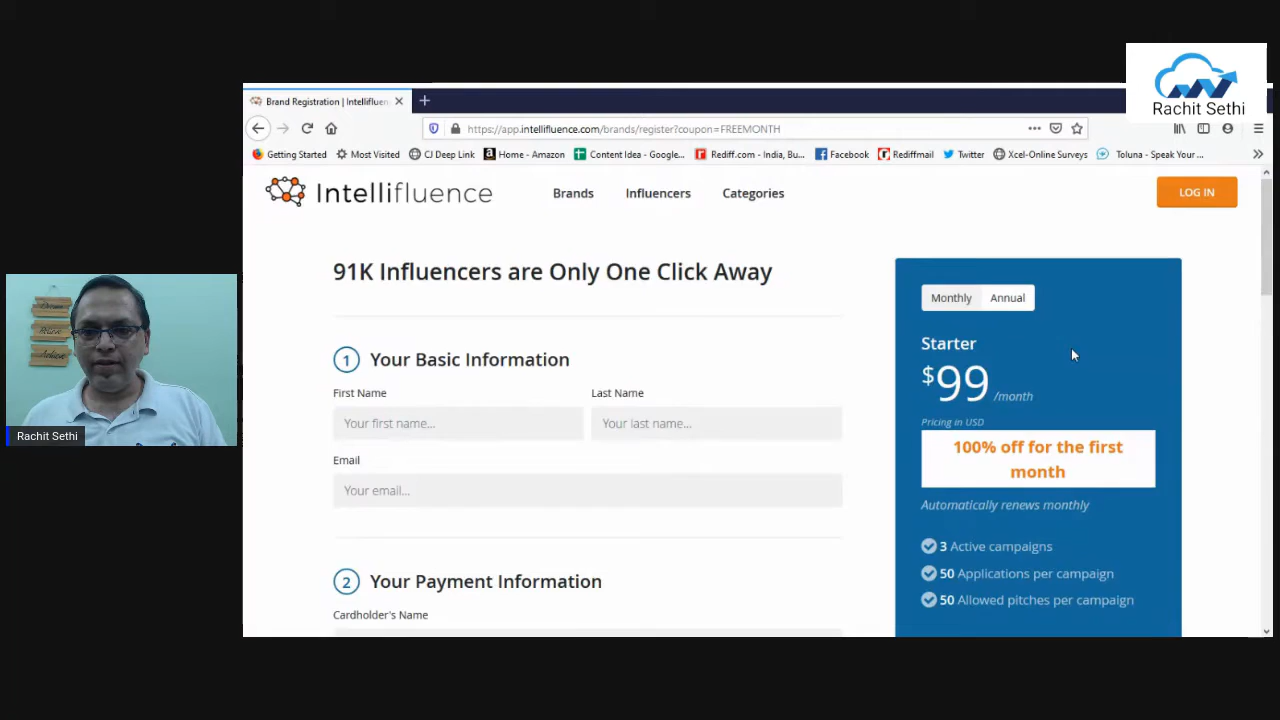 Rachit Sethi
Brand Registration | Intellifluen
https://app.intellifluence.com/brands/register?coupon=FREEMONTH
Getting Started
Most Visited
CJ Deep Link
Home - Amazon
Content Idea - Google...
Rediff.com - India, Bu...
Facebook
Rediffmail
Twitter
Xcel-Online Surveys
Toluna - Speak Your ...
Intellifluence
Brands
Influencers
Categories
LOG IN
91K Influencers are Only One Click Away
1 Your Basic Information
First Name
Last Name
Your first name...
Your last name...
Email
Your email...
2 Your Payment Information
Cardholder's Name
Monthly
Annual
Starter
$99 /month
Pricing in USD
100% off for the first
month
Automatically renews monthly
3 Active campaigns
50 Applications per campaign
50 Allowed pitches per campaign
Rachit Sethi